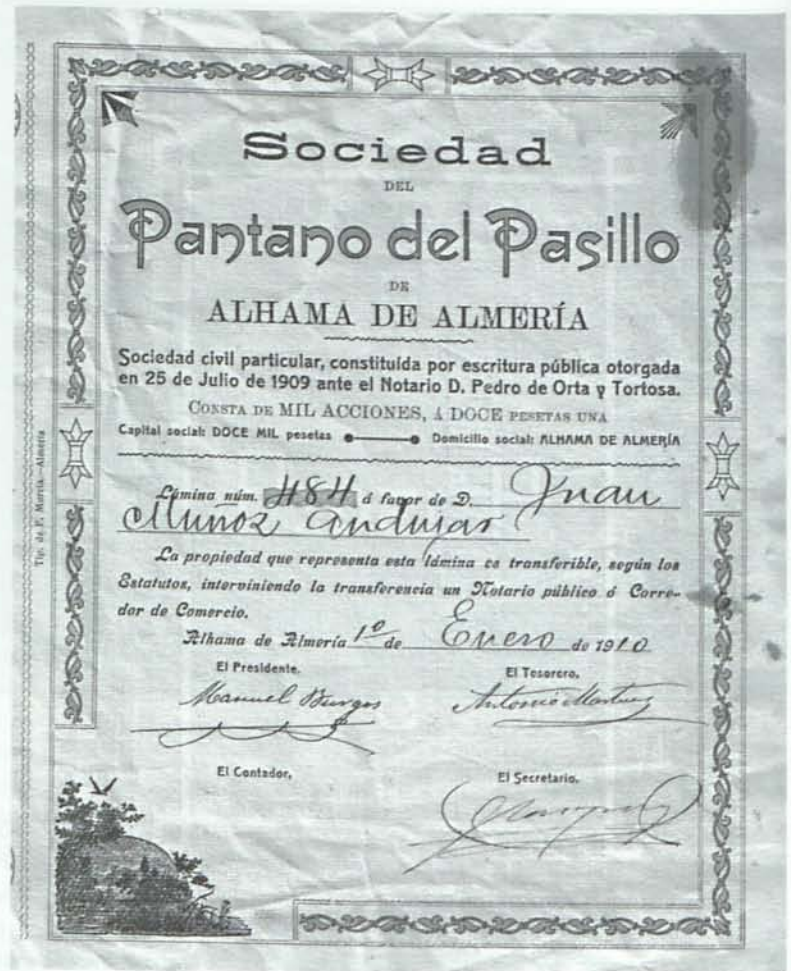 Sociedad
DEL
Pantano del Pasillo
DE
ALHAMA DE ALMERÍA
Sociedad civil particular, constituída por escritura pública otorgada
en 25 de Julio de 1909 ante el Notario D. Pedro de Orta y Tortosa.
CONSTA DE MIL ACCIONES, Á DOCE PESETAS UNA
Capital social: DOCE MIL pesetas Domicilio social: ALHAMA DE ALMERÍA
Lámina núm. 484 á favor de D. Juan
Muñoz Andujar
La propiedad que representa esta lámina es transferible, según los
Estatutos, interviniendo la transferencia un Notario público ó Corre-
dor de Comercio.
Alhama de Almería 1º de Enero de 1910
El Presidente. El Tesorero,
Manuel Burgos Antonio Martinez
El Contador, El Secretario.
Tip. de F. Morcia.—Almería